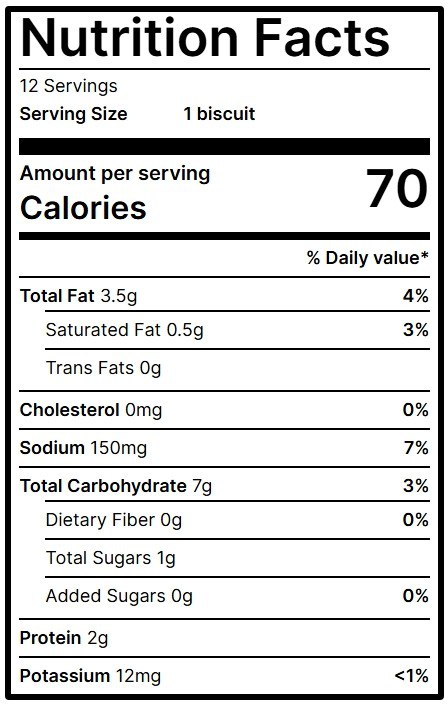 Nutrition Facts
12 Servings
Serving Size 1 biscuit
Amount per serving
Calories 70
% Daily value*
Total Fat 3.5g 4%
Saturated Fat 0.5g 3%
Trans Fats 0g
Cholesterol 0mg 0%
Sodium 150mg 7%
Total Carbohydrate 7g 3%
Dietary Fiber 0g 0%
Total Sugars 1g
Added Sugars 0g 0%
Protein 2g
Potassium 12mg <1%